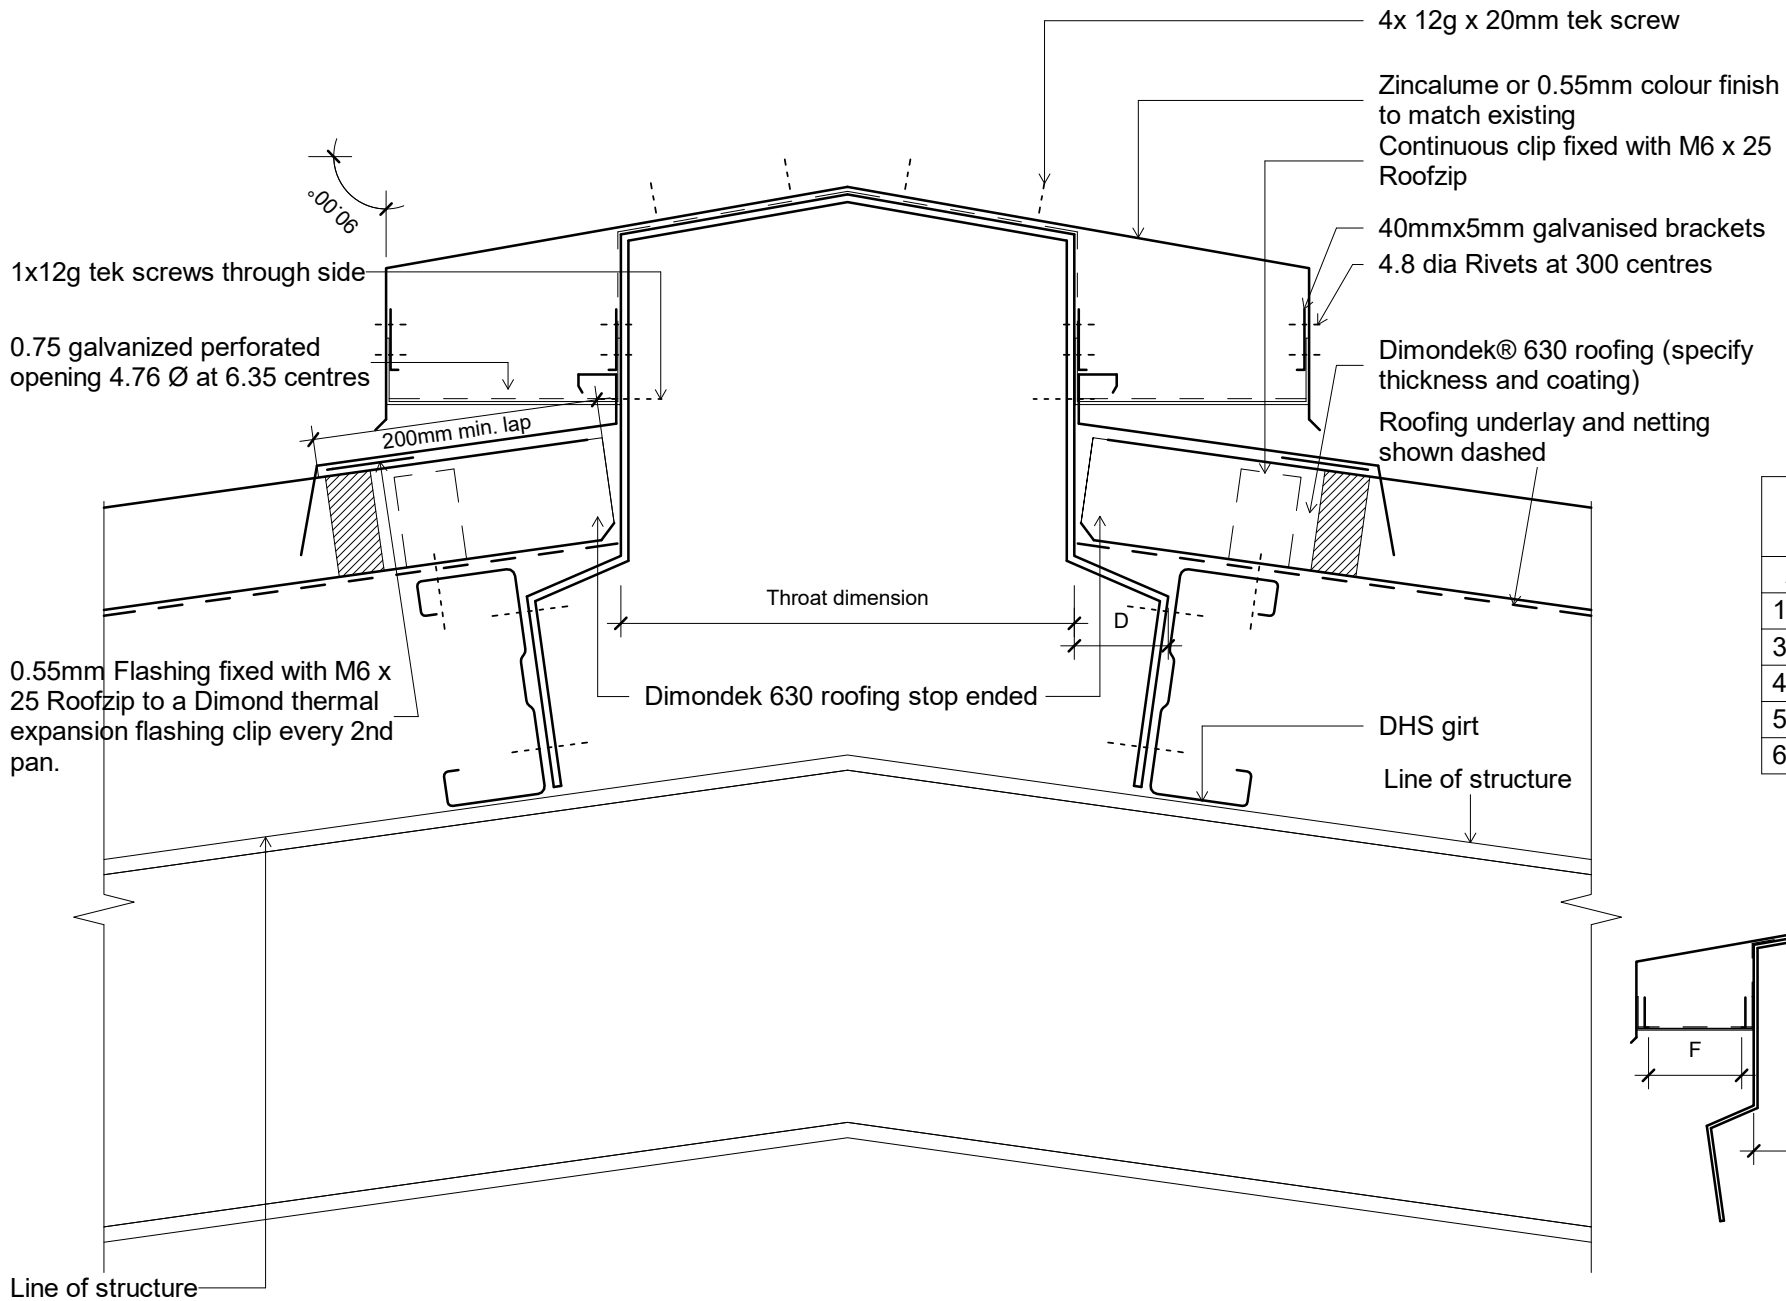 4x 12g x 20mm tek screw
Zincalume or 0.55mm colour finish
to match existing
Continuous clip fixed with M6 x 25
Roofzip
90.00°
40mmx5mm galvanised brackets
1x12g tek screws through side
4.8 dia Rivets at 300 centres
0.75 galvanized perforated
opening 4.76 Ø at 6.35 centres
Dimondek® 630 roofing (specify
thickness and coating)
200mm min. lap
Roofing underlay and netting
shown dashed
Throat dimension
D
1
3
4
5
6
0.55mm Flashing fixed with M6 x
25 Roofzip to a Dimond thermal
expansion flashing clip every 2nd
pan.
Dimondek 630 roofing stop ended
DHS girt
Line of structure
F
Line of structure